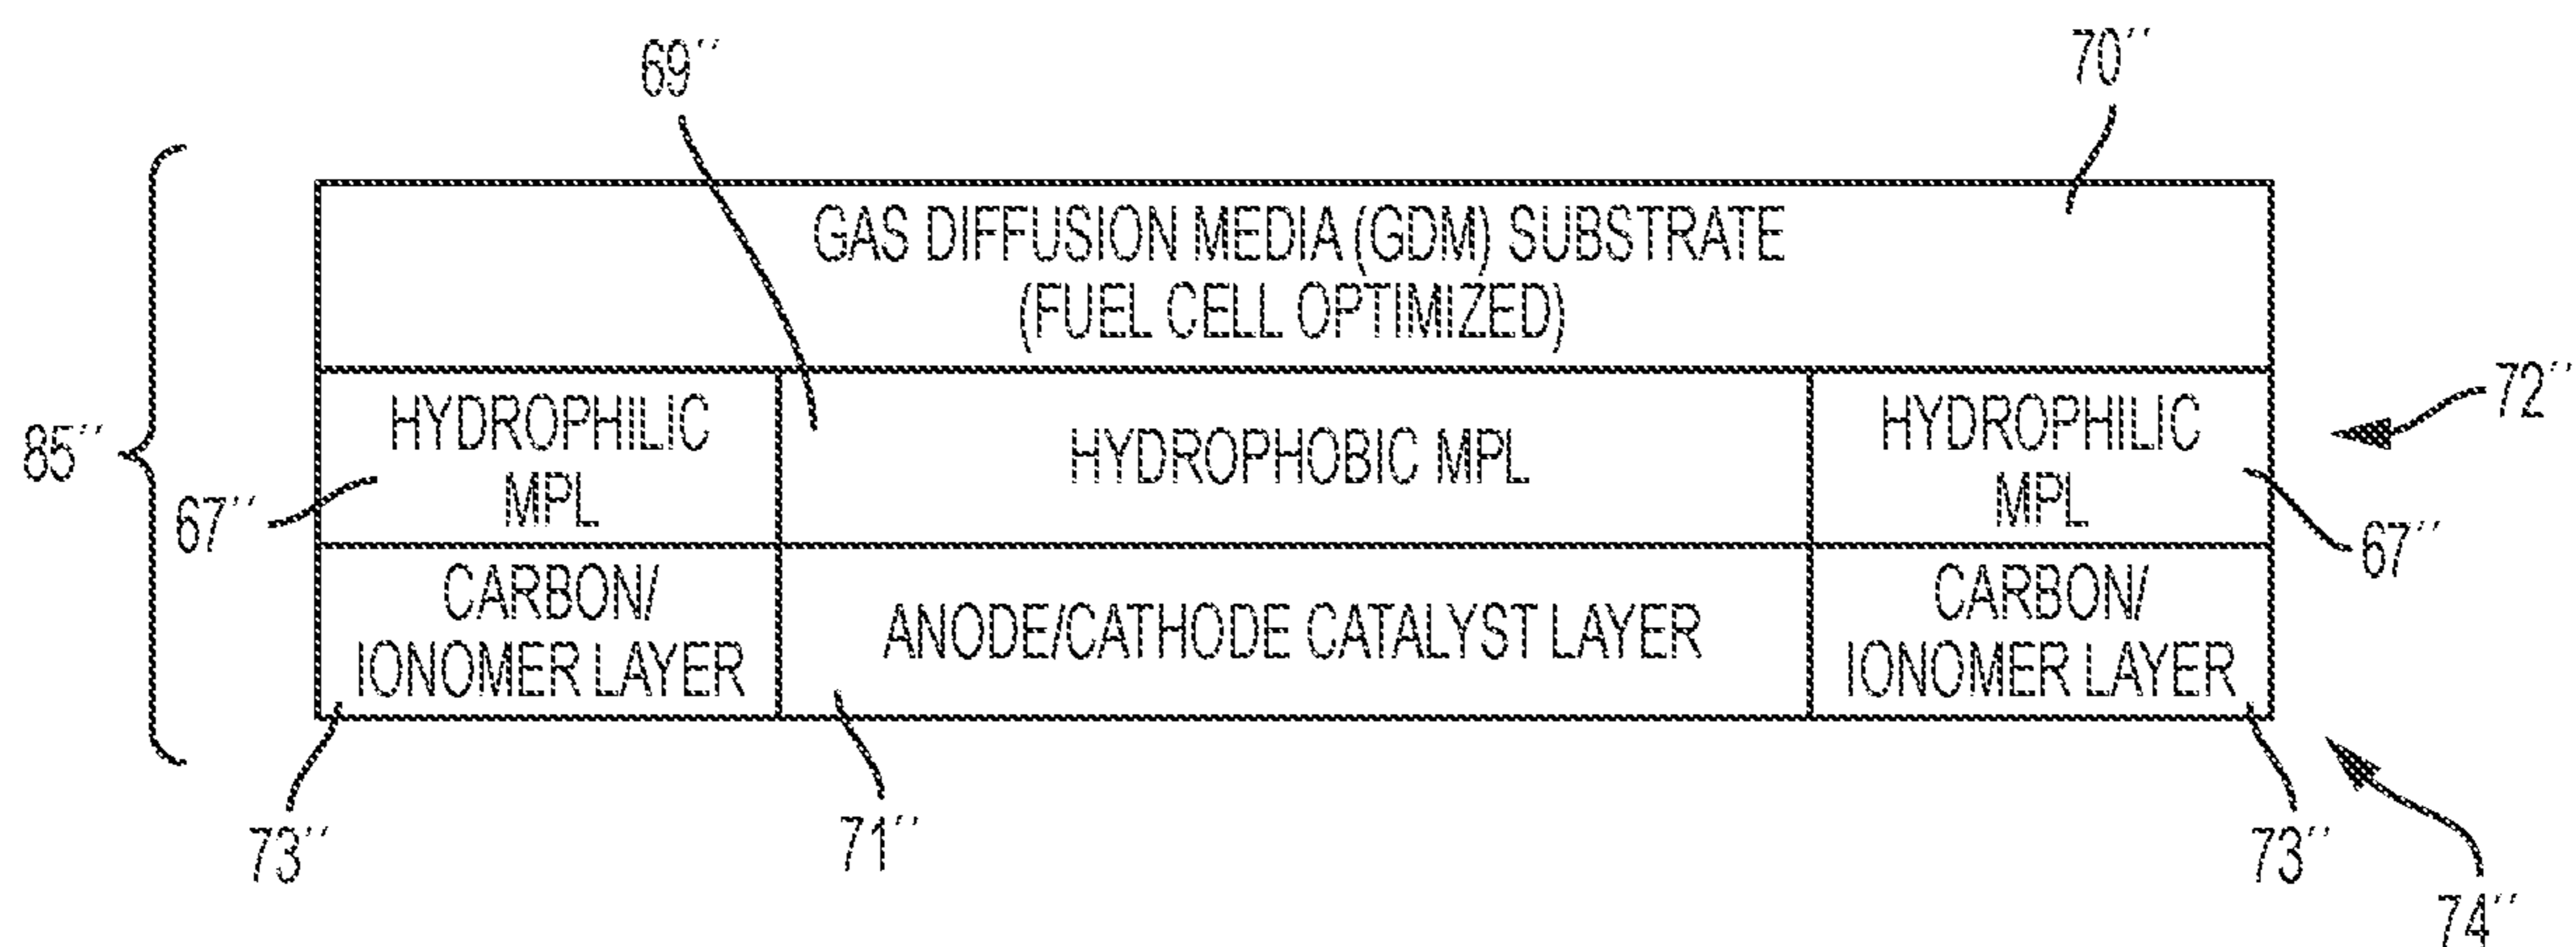 69´´
70´´
GAS DIFFUSION MEDIA (GDM) SUBSTRATE
(FUEL CELL OPTIMIZED)
72´´
85´´
HYDROPHILIC
MPL
HYDROPHOBIC MPL
HYDROPHILIC
MPL
67´´
67´´
CARBON/
IONOMER LAYER
ANODE/CATHODE CATALYST LAYER
CARBON/
IONOMER LAYER
73´´
71´´
73´´
74´´